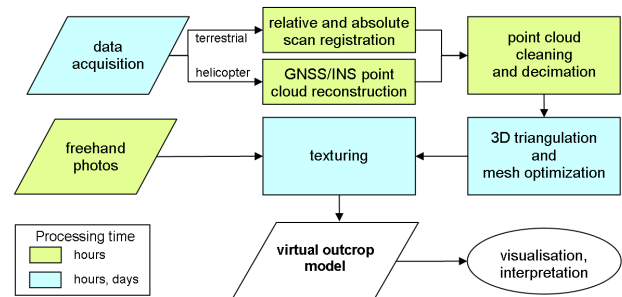 data
acquisition
terrestrial
helicopter
relative and absolute
scan registration
GNSS/INS point
cloud reconstruction
point cloud
cleaning
and decimation
freehand
photos
texturing
3D triangulation
and
mesh optimization
Processing time
hours
hours, days
virtual outcrop
model
visualisation,
interpretation